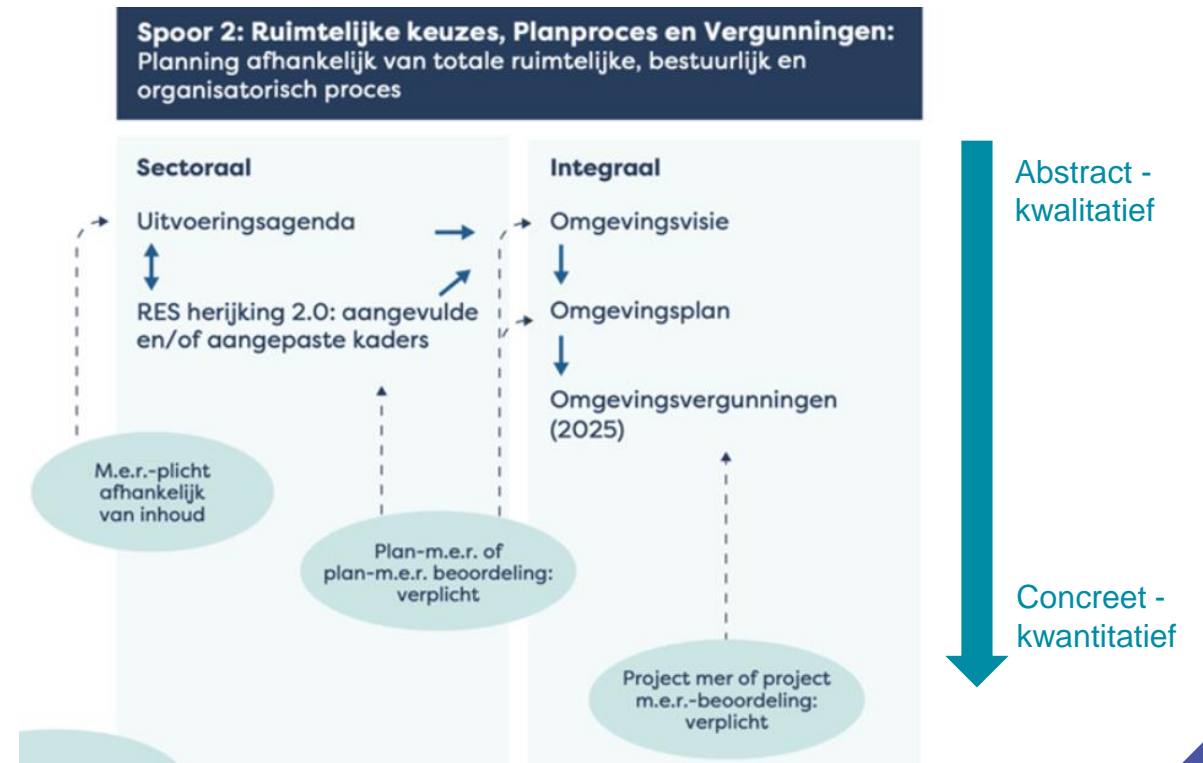 Spoor 2: Ruimtelijke keuzes, Planproces en Vergunningen:
Planning afhankelijk van totale ruimtelijke, bestuurlijk en
organisatorisch proces
Sectoraal
Uitvoeringsagenda
RES herijking 2.0: aangevulde
en/of aangepaste kaders
M.e.r.-plicht
afhankelijk
van inhoud
Plan-m.e.r. of
plan-m.e.r. beoordeling:
verplicht
Integraal
Omgevingsvisie
Omgevingsplan
Omgevingsvergunningen
(2025)
Project mer of project
m.e.r.-beoordeling:
verplicht
Abstract -
kwalitatief
Concreet -
kwantitatief